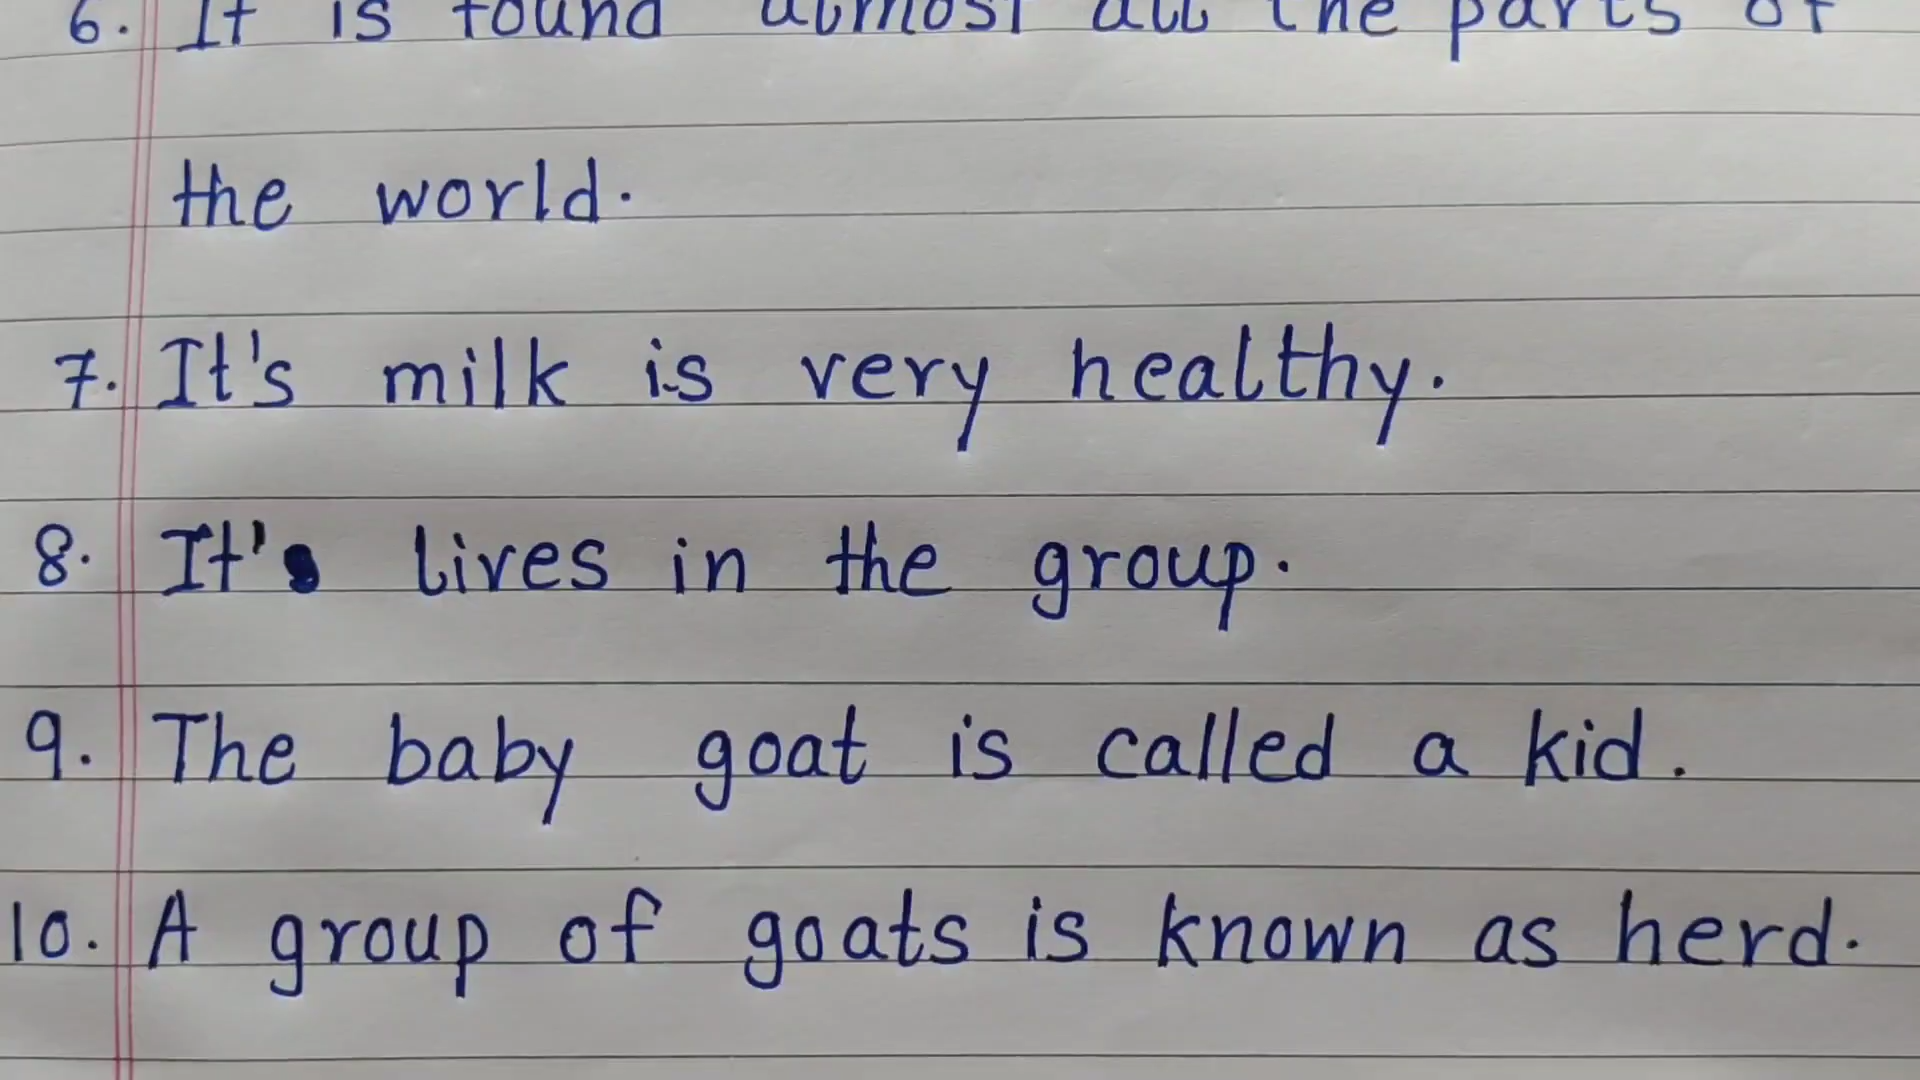 6. It is found almost all the parts of
the world.
7. It's milk is very healthy.
8. It's lives in the group.
9. The baby goat is called a kid.
10. A group of goats is known as herd.